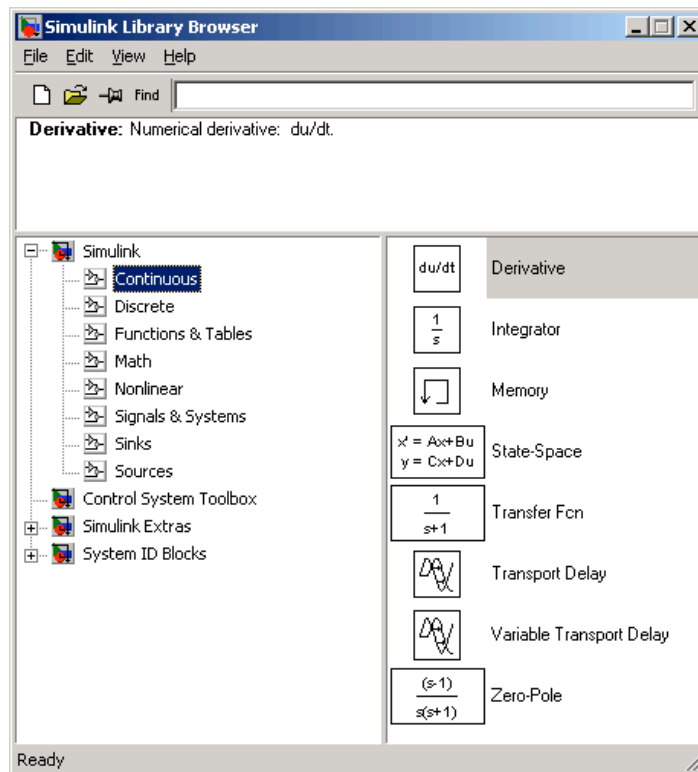 Simulink Library Browser
File Edit View Help
Find
Derivative: Numerical derivative: du/dt.
Simulink
Continuous
Discrete
Functions & Tables
Math
Nonlinear
Signals & Systems
Sinks
Sources
Control System Toolbox
Simulink Extras
System ID Blocks
du/dt Derivative
1
s
Integrator
Memory
x' = Ax+Bu
y = Cx+Du
State-Space
1
s+1
Transfer Fcn
Transport Delay
Variable Transport Delay
(s-1)
s(s+1)
Zero-Pole
Ready